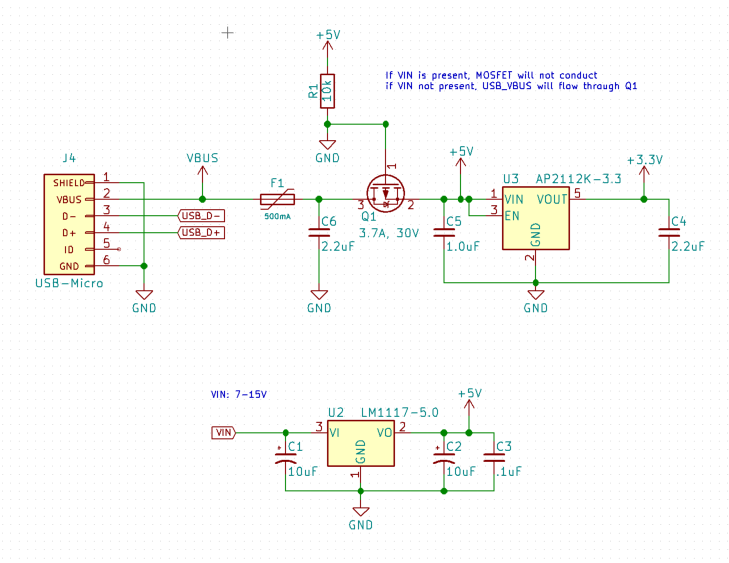 +5V
R1
10k
If VIN is present, MOSFET will not conduct
if VIN not present, USB_VBUS will flow through Q1
GND
1
J4
VBUS
+5V
+3.3V
U3 AP2112K-3.3
F1
500mA
SHIELD 1
VBUS 2
D- 3
D+ 4
ID 5
GND 6
USB_D-
USB_D+
USB-Micro
GND
C6
2.2uF
GND
3
2
Q1
3.7A, 30V
C5
1.0uF
1 VIN
3 EN
VOUT 5
GND
2
C4
2.2uF
GND
VIN: 7-15V
+5V
U2 LM1117-5.0
VIN
3 VI
VO 2
GND
1
+ C1
10uF
+ C2
10uF
C3
.1uF
GND